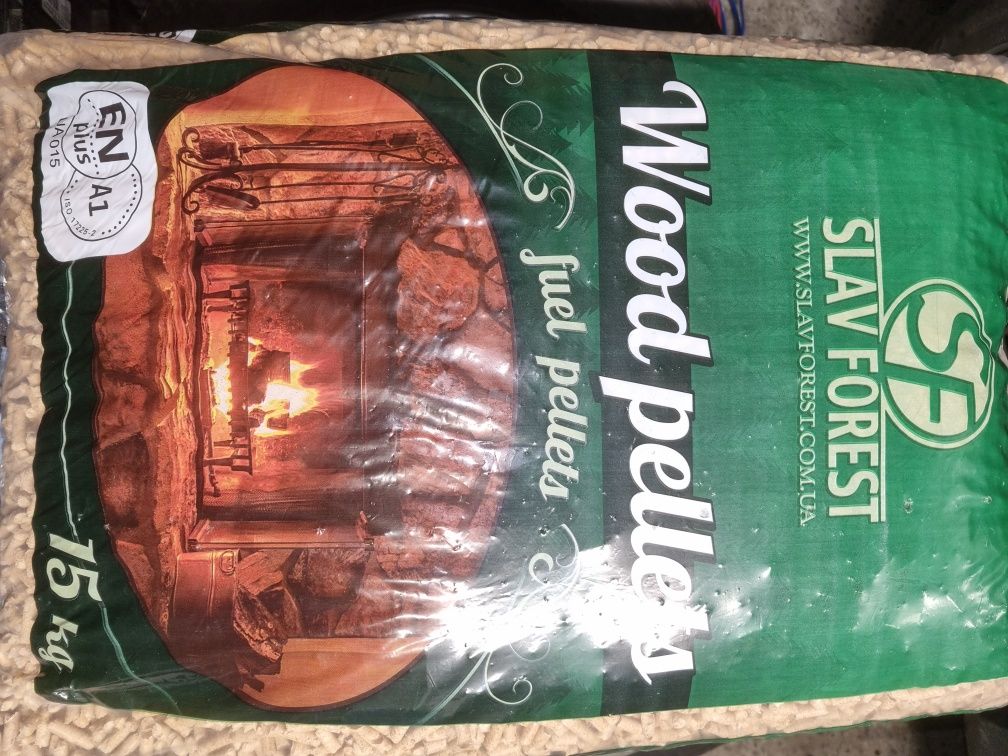 SF
SLAV FOREST
WWW.SLAVFOREST.COM.UA
Wood pellets
fuel pellets
EN
plus
A1
UA015
ISO 17225-2
15 kg